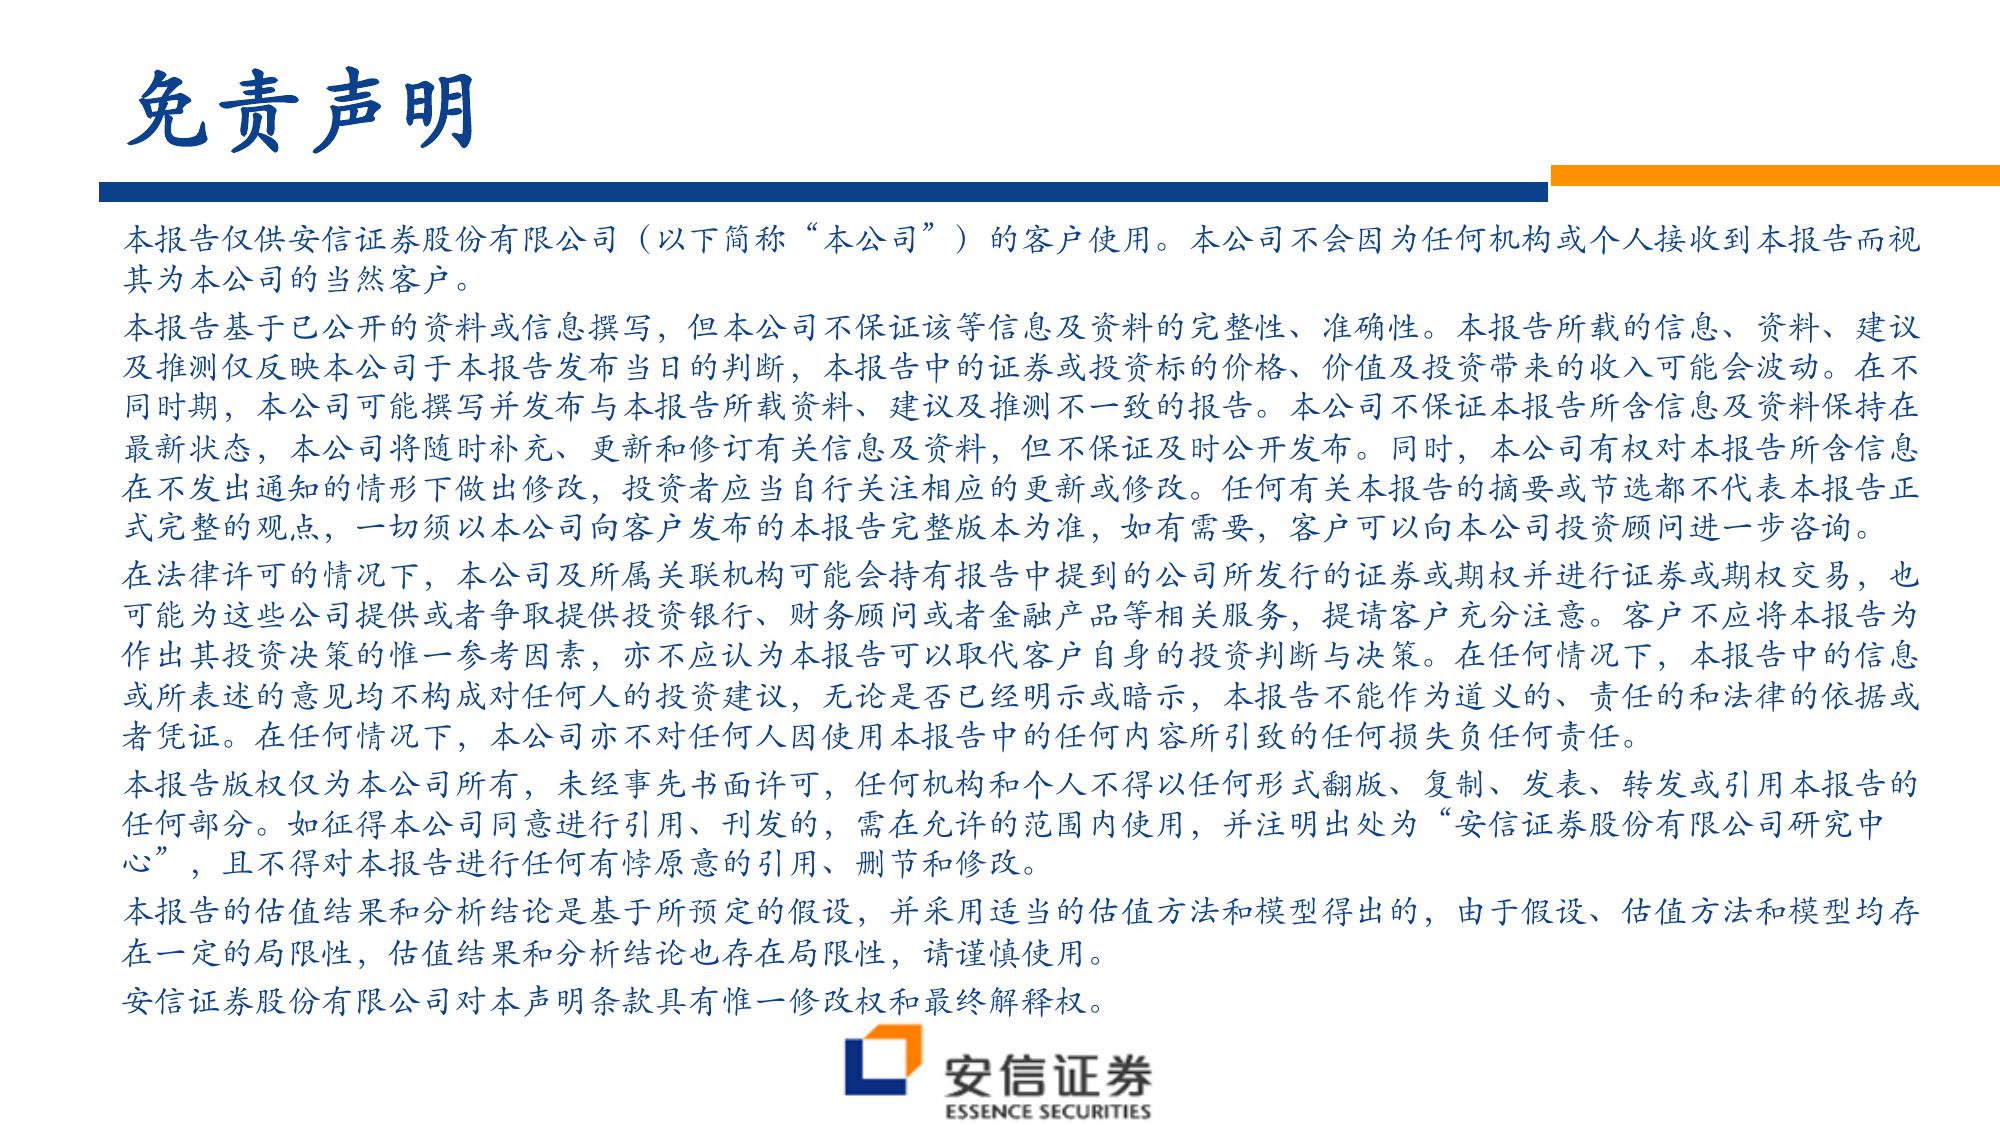 免责声明
本报告仅供安信证券股份有限公司（以下简称“本公司”）的客户使用。本公司不会因为任何机构或个人接收到本报告而视
其为本公司的当然客户。
本报告基于已公开的资料或信息撰写，但本公司不保证该等信息及资料的完整性、准确性。本报告所载的信息、资料、建议
及推测仅反映本公司于本报告发布当日的判断，本报告中的证券或投资标的价格、价值及投资带来的收入可能会波动。在不
同时期，本公司可能撰写并发布与本报告所载资料、建议及推测不一致的报告。本公司不保证本报告所含信息及资料保持在
最新状态，本公司将随时补充、更新和修订有关信息及资料，但不保证及时公开发布。同时，本公司有权对本报告所含信息
在不发出通知的情形下做出修改，投资者应当自行关注相应的更新或修改。任何有关本报告的摘要或节选都不代表本报告正
式完整的观点，一切须以本公司向客户发布的本报告完整版本为准，如有需要，客户可以向本公司投资顾问进一步咨询。
在法律许可的情况下，本公司及所属关联机构可能会持有报告中提到的公司所发行的证券或期权并进行证券或期权交易，也
可能为这些公司提供或者争取提供投资银行、财务顾问或者金融产品等相关服务，提请客户充分注意。客户不应将本报告为
作出其投资决策的惟一参考因素，亦不应认为本报告可以取代客户自身的投资判断与决策。在任何情况下，本报告中的信息
或所表述的意见均不构成对任何人的投资建议，无论是否已经明示或暗示，本报告不能作为道义的、责任的和法律的依据或
者凭证。在任何情况下，本公司亦不对任何人因使用本报告中的任何内容所引致的任何损失负任何责任。
本报告版权仅为本公司所有，未经事先书面许可，任何机构和个人不得以任何形式翻版、复制、发表、转发或引用本报告的
任何部分。如征得本公司同意进行引用、刊发的，需在允许的范围内使用，并注明出处为“安信证券股份有限公司研究中
心”，且不得对本报告进行任何有悖原意的引用、删节和修改。
本报告的估值结果和分析结论是基于所预定的假设，并采用适当的估值方法和模型得出的，由于假设、估值方法和模型均存
在一定的局限性，估值结果和分析结论也存在局限性，请谨慎使用。
安信证券股份有限公司对本声明条款具有惟一修改权和最终解释权。
安信证券
ESSENCE SECURITIES